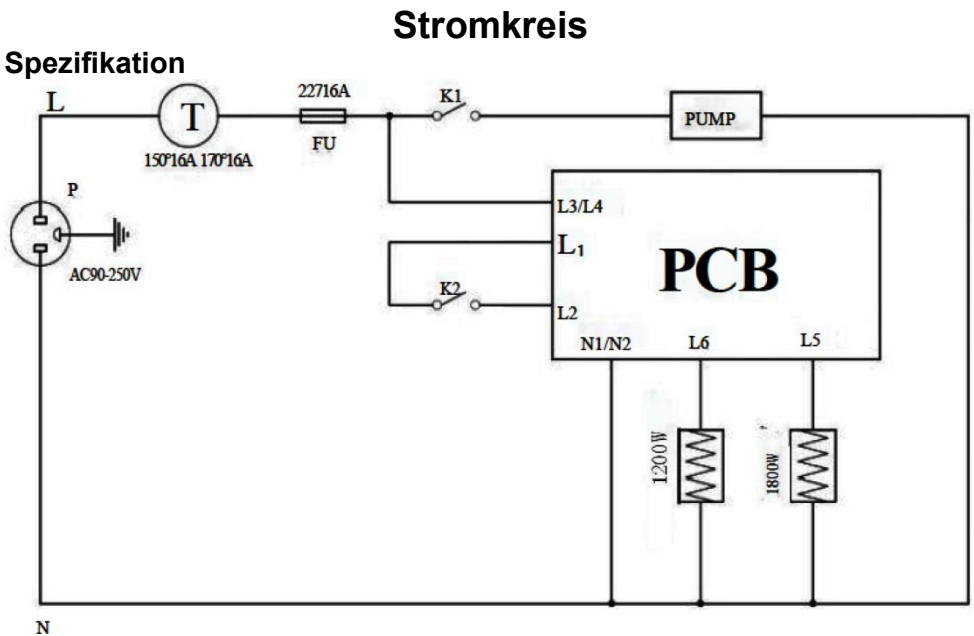 Stromkreis
Spezifikation
L
T
22716A
FU
150°16A 170°16A
K1
PUMP
P
AC90-250V
L3/L4
L1
K2
L2
PCB
N1/N2
L6
L5
1200W
1800W
N